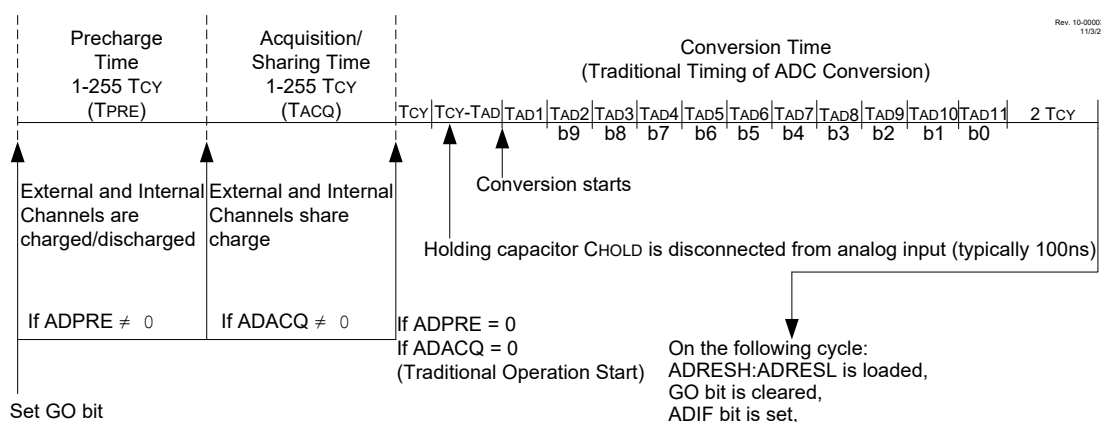 Rev. 10-00003
11/3/2
Precharge
Time
1-255 TCY
(TPRE)
Acquisition/
Sharing Time
1-255 TCY
(TACQ)
Conversion Time
(Traditional Timing of ADC Conversion)
TCY TCY-TAD TAD1 TAD2 TAD3 TAD4 TAD5 TAD6 TAD7 TAD8 TAD9 TAD10 TAD11 2 TCY
b9 b8 b7 b6 b5 b4 b3 b2 b1 b0
External and Internal
Channels are
charged/discharged
External and Internal
Channels share
charge
Conversion starts
Holding capacitor CHOLD is disconnected from analog input (typically 100ns)
If ADPRE ≠ 0
If ADACQ ≠ 0
If ADPRE = 0
If ADACQ = 0
(Traditional Operation Start)
Set GO bit
On the following cycle:
ADRESH:ADRESL is loaded,
GO bit is cleared,
ADIF bit is set,